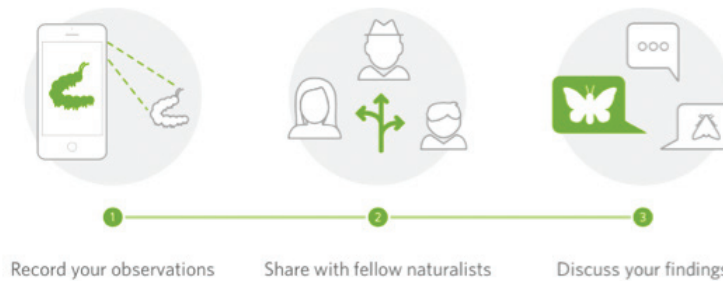 1
2
3
Record your observations
Share with fellow naturalists
Discuss your findings